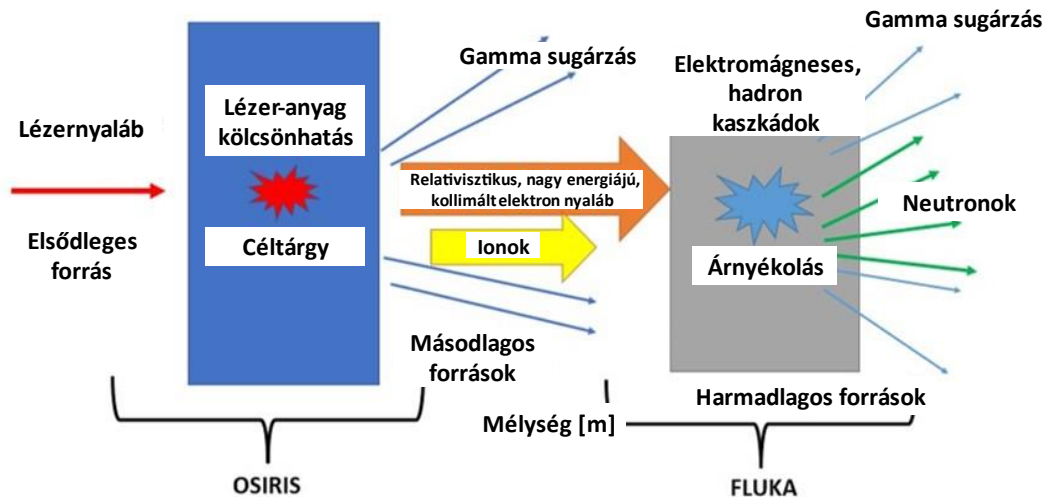 Lézernyaláb
Elsődleges
forrás
Lézer-anyag
kölcsönhatás
Céltárgy
OSIRIS
Gamma sugárzás
Relativisztikus, nagy energiájú,
kollimált elektron nyaláb
Ionok
Másodlagos
források
Mélység [m]
Elektromágneses,
hadron
kaszkádok
Árnyékolás
Gamma sugárzás
Neutronok
Harmadlagos források
FLUKA